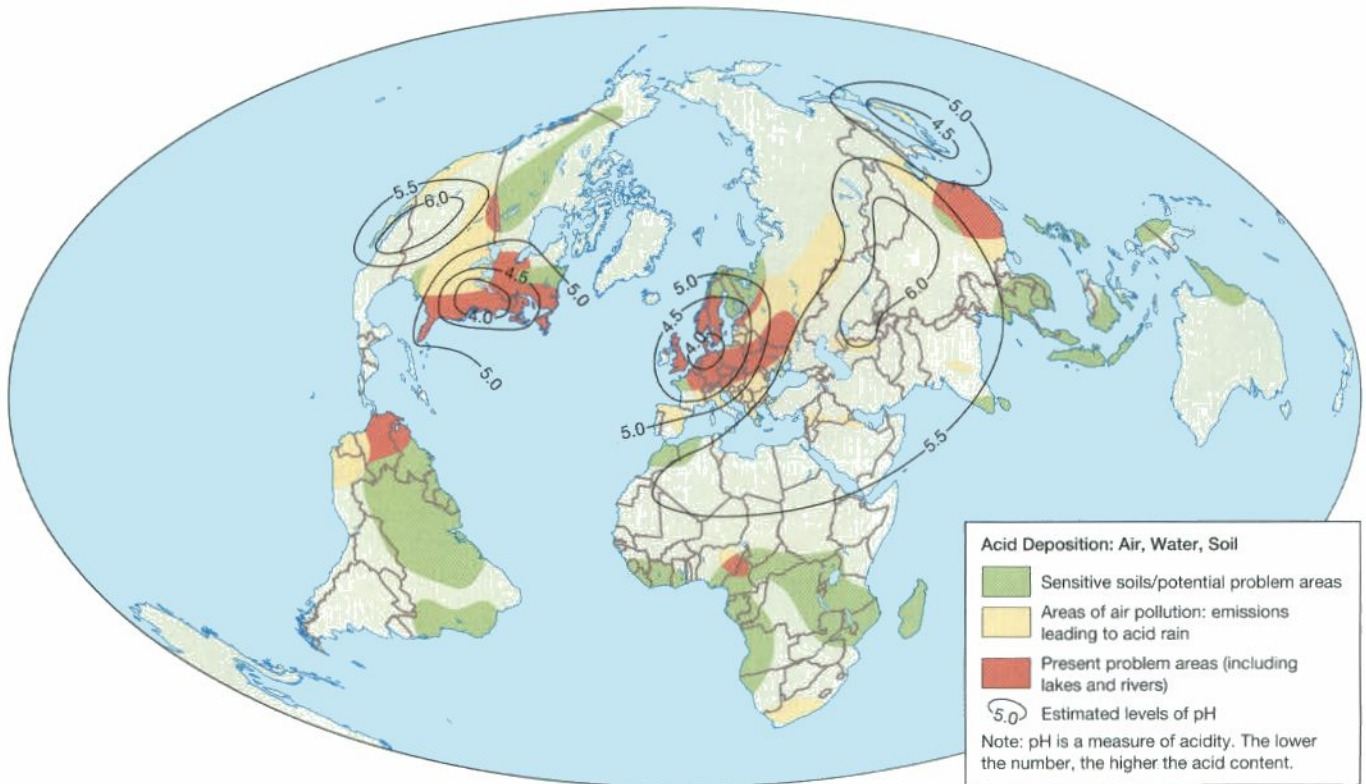 5.0
4.5
5.5
6.0
5.0
4.5
4.0
5.0
5.0
4.5
4.0
6.0
5.0
5.5
Acid Deposition: Air, Water, Soil
Sensitive soils/potential problem areas
Areas of air pollution: emissions
leading to acid rain
Present problem areas (including
lakes and rivers)
5.0 Estimated levels of pH
Note: pH is a measure of acidity. The lower
the number, the higher the acid content.